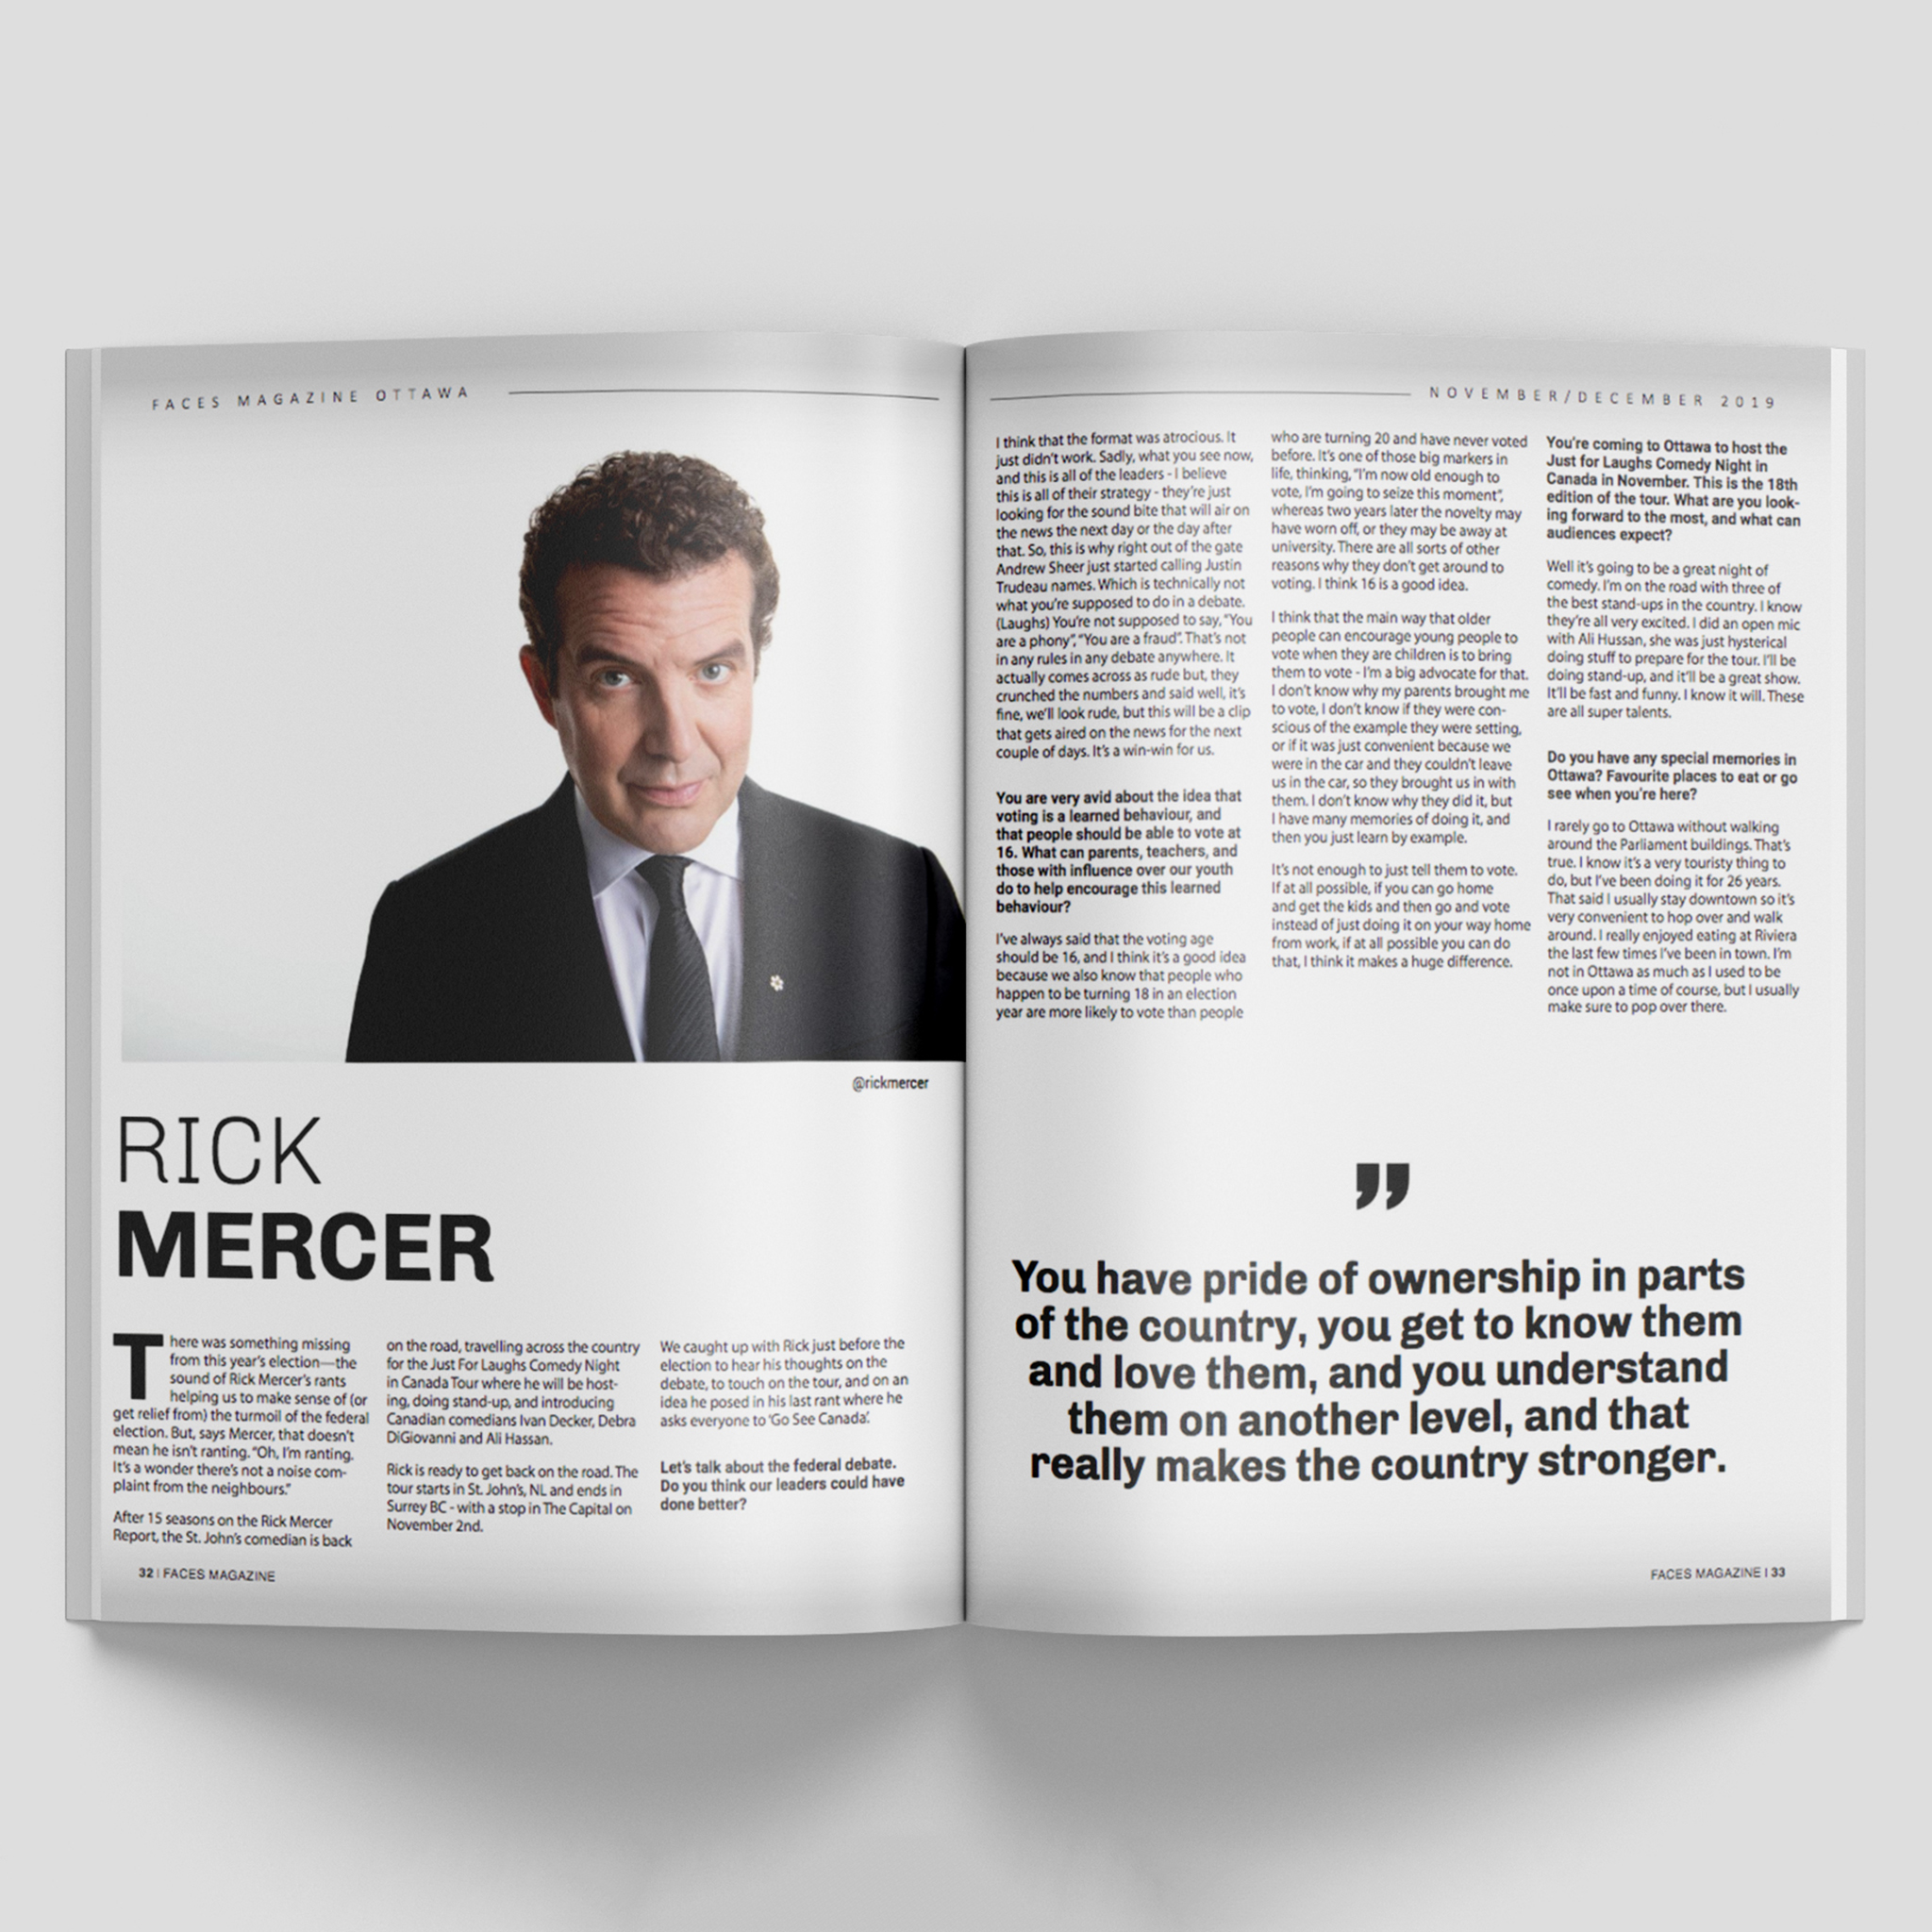 FACES MAGAZINE OTTAWA
@rickmercer
RICK
MERCER
There was something missing
from this year's election—the
sound of Rick Mercer's rants
helping us to make sense of (or
get relief from) the turmoil of the federal
election. But, says Mercer, that doesn't
mean he isn't ranting. "Oh, I'm ranting.
It's a wonder there's not a noise com-
plaint from the neighbours."
After 15 seasons on the Rick Mercer
Report, the St. John's comedian is back
on the road, travelling across the country
for the Just For Laughs Comedy Night
in Canada Tour where he will be host-
ing, doing stand-up, and introducing
Canadian comedians Ivan Decker, Debra
DiGiovanni and Ali Hassan.
Rick is ready to get back on the road. The
tour starts in St. John's, NL and ends in
Surrey BC - with a stop in The Capital on
November 2nd.
We caught up with Rick just before the
election to hear his thoughts on the
debate, to touch on the tour, and on an
idea he posed in his last rant where he
asks everyone to 'Go See Canada'.
Let's talk about the federal debate.
Do you think our leaders could have
done better?
32 | FACES MAGAZINE
NOVEMBER/DECEMBER 2019
I think that the format was atrocious. It
just didn't work. Sadly, what you see now,
and this is all of the leaders - I believe
this is all of their strategy - they're just
looking for the sound bite that will air on
the news the next day or the day after
that. So, this is why right out of the gate
Andrew Sheer just started calling Justin
Trudeau names. Which is technically not
what you're supposed to do in a debate.
(Laughs) You're not supposed to say, "You
are a phony", "You are a fraud". That's not
in any rules in any debate anywhere. It
actually comes across as rude but, they
crunched the numbers and said well, it's
fine, we'll look rude, but this will be a clip
that gets aired on the news for the next
couple of days. It's a win-win for us.
You are very avid about the idea that
voting is a learned behaviour, and
that people should be able to vote at
16. What can parents, teachers, and
those with influence over our youth
do to help encourage this learned
behaviour?
I've always said that the voting age
should be 16, and I think it's a good idea
because we also know that people who
happen to be turning 18 in an election
year are more likely to vote than people
who are turning 20 and have never voted
before. It's one of those big markers in
life, thinking, "I'm now old enough to
vote, I'm going to seize this moment",
whereas two years later the novelty may
have worn off, or they may be away at
university. There are all sorts of other
reasons why they don't get around to
voting. I think 16 is a good idea.
I think that the main way that older
people can encourage young people to
vote when they are children is to bring
them to vote - I'm a big advocate for that.
I don't know why my parents brought me
to vote, I don't know if they were con-
scious of the example they were setting,
or if it was just convenient because we
were in the car and they couldn't leave
us in the car, so they brought us in with
them. I don't know why they did it, but
I have many memories of doing it, and
then you just learn by example.
It's not enough to just tell them to vote.
If at all possible, if you can go home
and get the kids and then go and vote
instead of just doing it on your way home
from work, if at all possible you can do
that, I think it makes a huge difference.
You're coming to Ottawa to host the
Just for Laughs Comedy Night in
Canada in November. This is the 18th
edition of the tour. What are you look-
ing forward to the most, and what can
audiences expect?
Well it's going to be a great night of
comedy. I'm on the road with three of
the best stand-ups in the country. I know
they're all very excited. I did an open mic
with Ali Hussan, she was just hysterical
doing stuff to prepare for the tour. I'll be
doing stand-up, and it'll be a great show.
It'll be fast and funny. I know it will. These
are all super talents.
Do you have any special memories in
Ottawa? Favourite places to eat or go
see when you're here?
I rarely go to Ottawa without walking
around the Parliament buildings. That's
true. I know it's a very touristy thing to
do, but I've been doing it for 26 years.
That said I usually stay downtown so it's
very convenient to hop over and walk
around. I really enjoyed eating at Riviera
the last few times I've been in town. I'm
not in Ottawa as much as I used to be
once upon a time of course, but I usually
make sure to pop over there.
”
You have pride of ownership in parts
of the country, you get to know them
and love them, and you understand
them on another level, and that
really makes the country stronger.
FACES MAGAZINE | 33